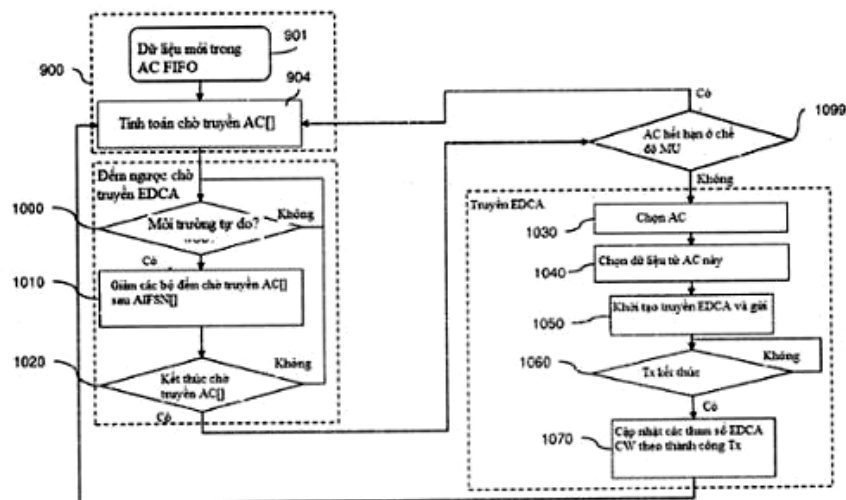 900
901
Dữ liệu mới trong
AC FIFO
904
Tính toán chờ truyền AC[]
Đếm ngược chờ
truyền EDCA
1000
Môi trường tự do?
Không
Có
1010
Giảm các bộ đếm chờ truyền AC[]
sau AIFSN[]
1020
Kết thúc chờ
truyền AC[]
Không
Có
Có
1099
AC hết hạn ở chế
độ MU
Không
Truyền EDCA
1030
Chọn AC
1040
Chọn dữ liệu từ AC này
1050
Khởi tạo truyền EDCA và gửi
1060
Tx kết thúc
Không
Có
1070
Cập nhật các tham số EDCA
CW theo thành công Tx